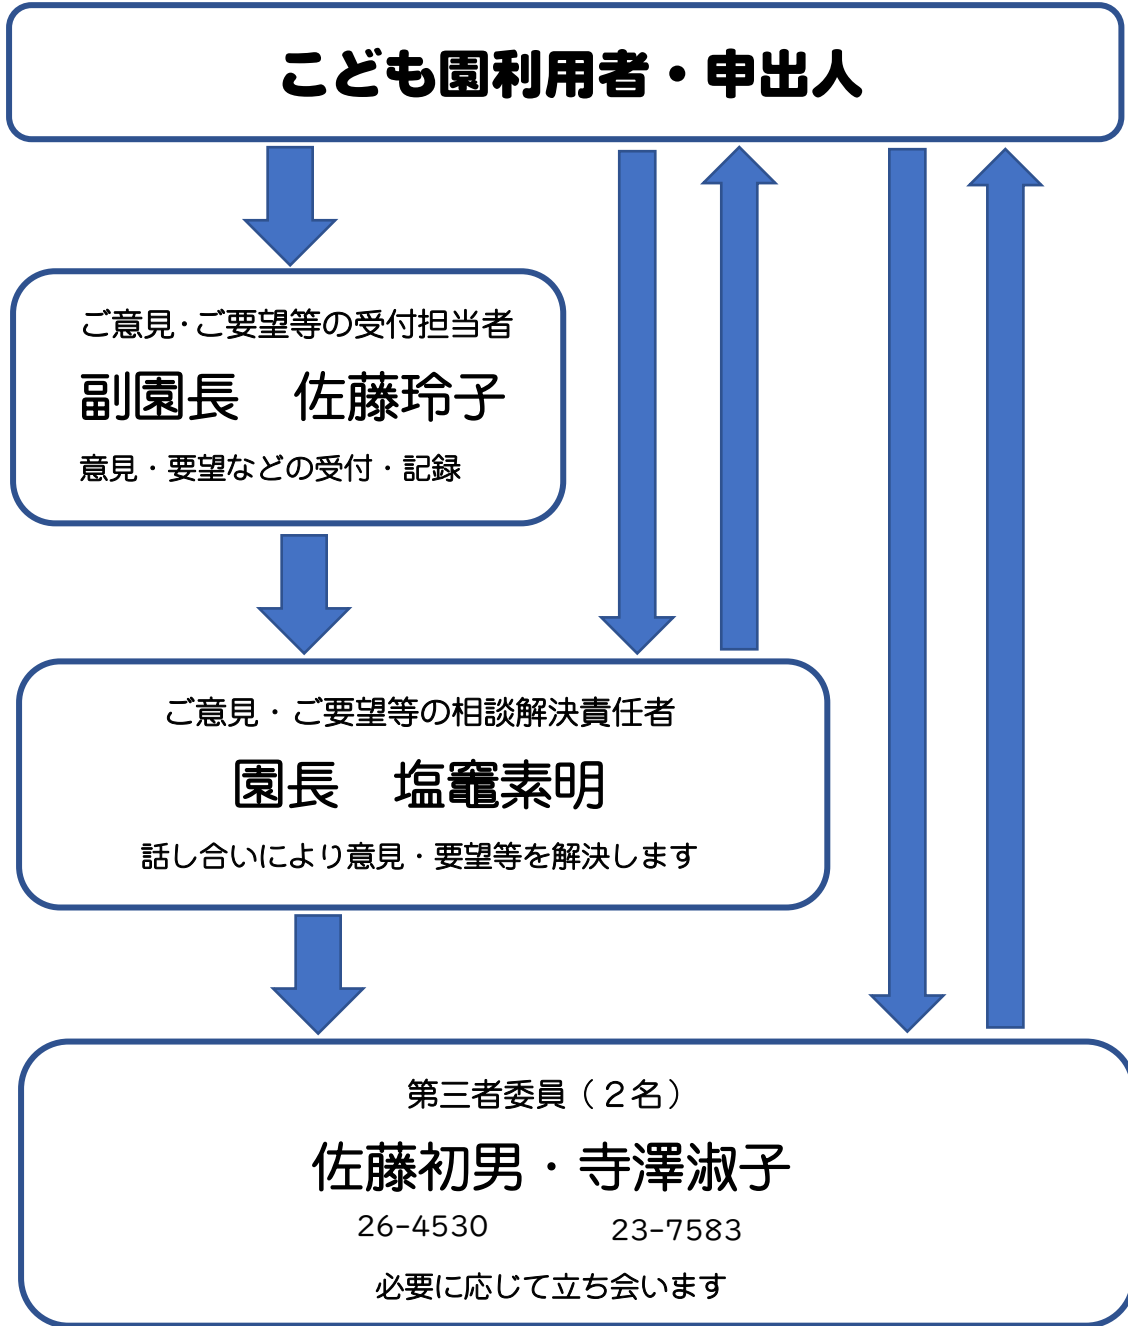 こども園利用者・申出人
ご意見・ご要望等の受付担当者
副園長　佐藤玲子
意見・要望などの受付・記録
ご意見・ご要望等の相談解決責任者
園長　塩竈素明
話し合いにより意見・要望等を解決します
第三者委員（２名）
佐藤初男・寺澤淑子
26-4530　23-7583
必要に応じて立ち会います